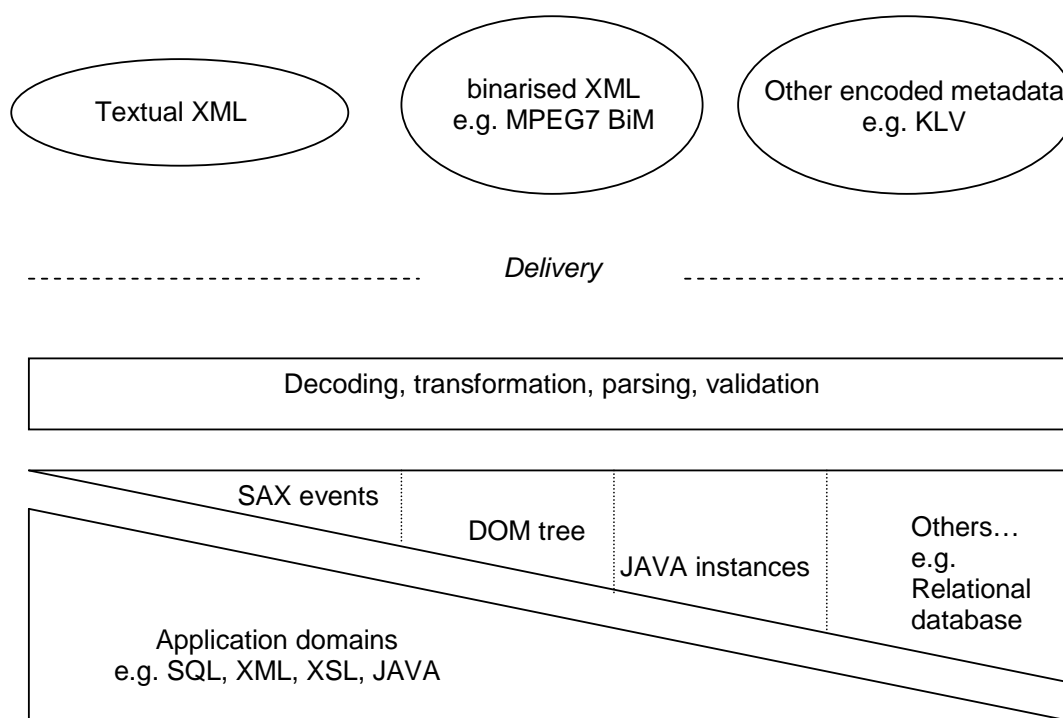 Textual XML
binarised XML
e.g. MPEG7 BiM
Other encoded metadata
e.g. KLV
Delivery
Decoding, transformation, parsing, validation
SAX events
DOM tree
JAVA instances
Others…
e.g.
Relational
database
Application domains
e.g. SQL, XML, XSL, JAVA